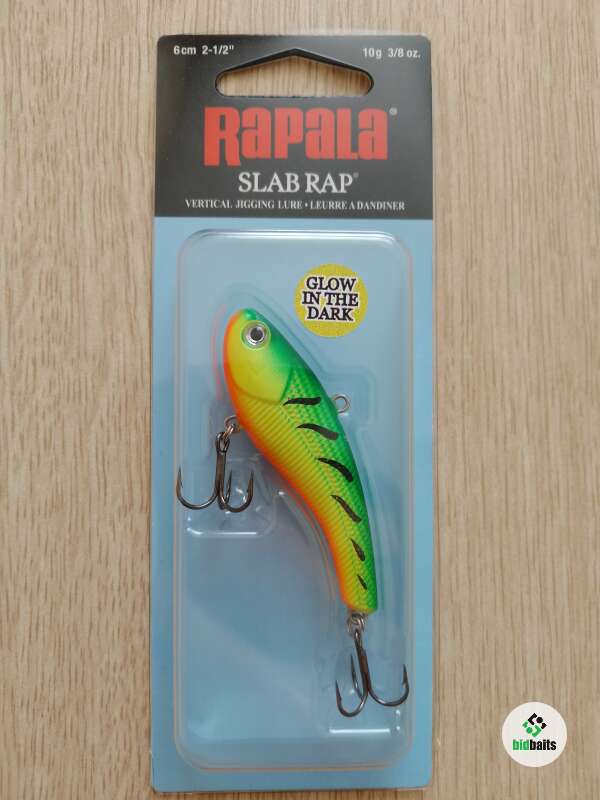 6cm 2-1/2" 10g 3/8 oz.
Rapala®
SLAB RAP®
VERTICAL JIGGING LURE • LEURRE A DANDINER
GLOW
IN THE
DARK
bidbaits